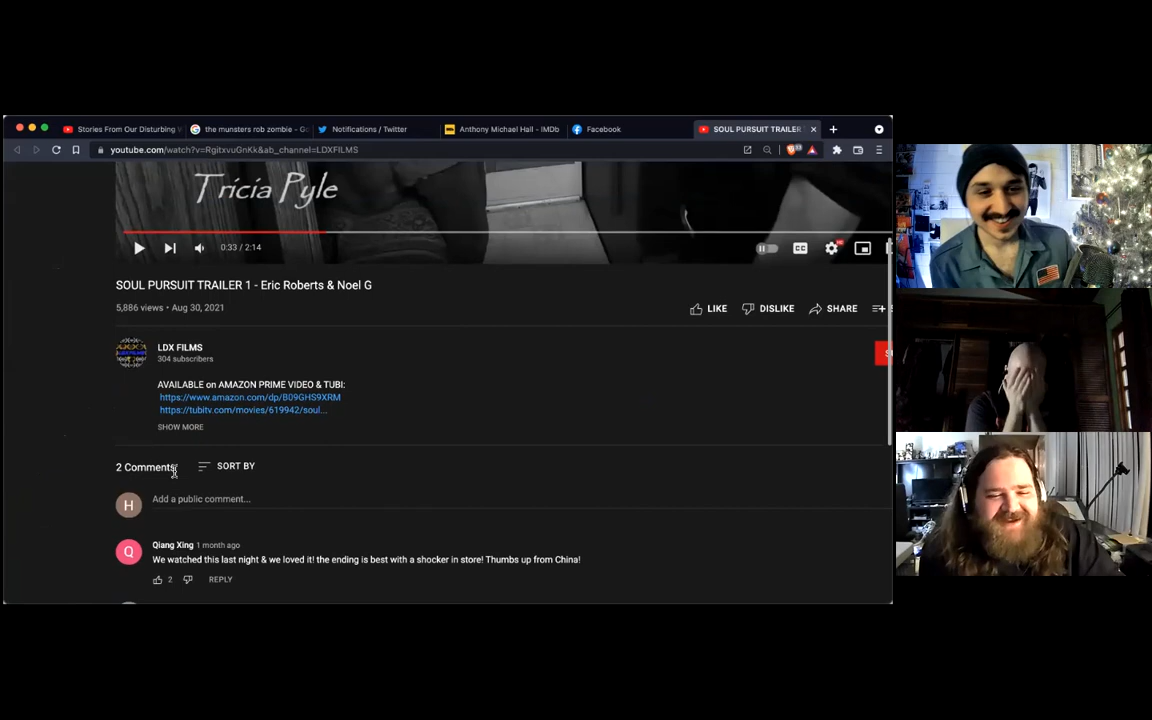 Stories From Our Disturbing
the munsters rob zombie - Go
Notifications / Twitter
Anthony Michael Hall - IMDb
Facebook
SOUL PURSUIT TRAILER
youtube.com/watch?v=RgitxvuGnKk&ab_channel=LDXFILMS
Tricia Pyle
0:33 / 2:14
CC
SOUL PURSUIT TRAILER 1 - Eric Roberts & Noel G
5,886 views • Aug 30, 2021
LIKE
DISLIKE
SHARE
LDX FILMS
304 subscribers
AVAILABLE on AMAZON PRIME VIDEO & TUBI:
https://www.amazon.com/dp/B09GHS9XRM
https://tubitv.com/movies/619942/soul...
SHOW MORE
2 Comments
SORT BY
H
Add a public comment...
Q
Qiang Xing 1 month ago
We watched this last night & we loved it! the ending is best with a shocker in store! Thumbs up from China!
2
REPLY